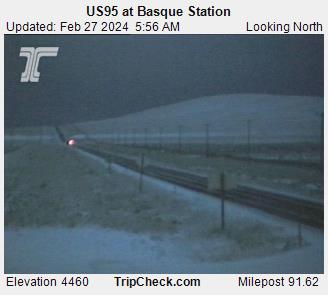 US95 at Basque Station
Updated: Feb 27 2024 5:56 AM Looking North
Elevation 4460 TripCheck.com Milepost 91.62